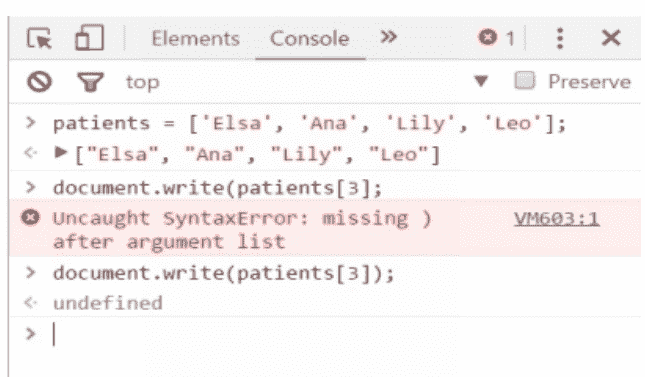 Elements Console » 1
top Preserve
> patients = ['Elsa', 'Ana', 'Lily', 'Leo'];
["Elsa", "Ana", "Lily", "Leo"]
> document.write(patients[3];
Uncaught SyntaxError: missing ) VM603:1
after argument list
> document.write(patients[3]);
undefined
>